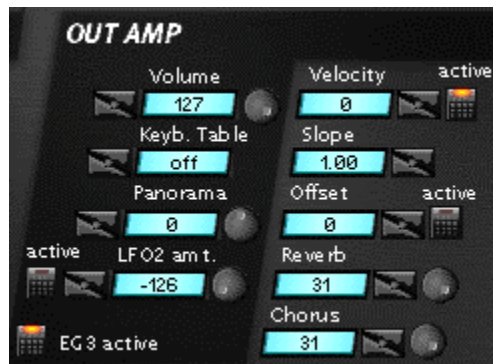 OUT AMP
Volume
127
Keyb. Table
off
Panorama
0
active
LFO2 amt.
-126
EG3 active
Velocity
active
0
Slope
1.00
Offset
active
0
Reverb
31
Chorus
31